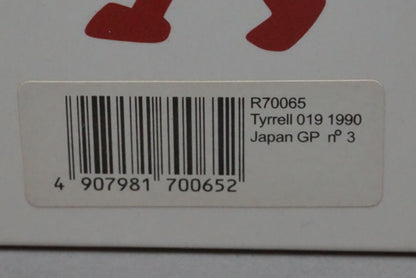 R70065
Tyrrell 019 1990
Japan GP nº 3
4 907981 700652